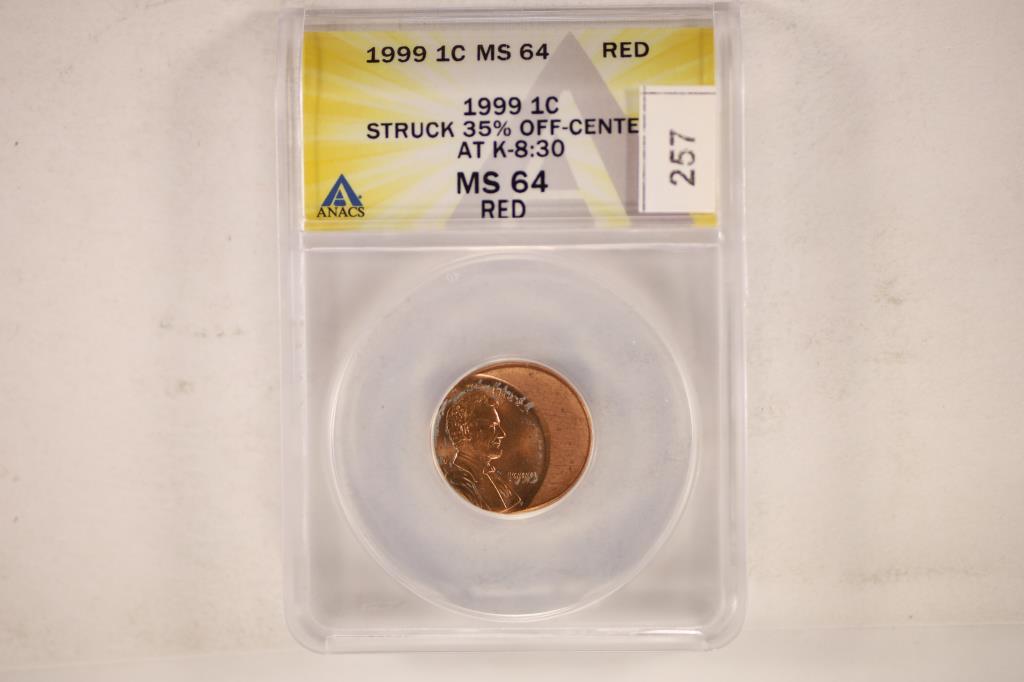 1999 1C MS 64 RED
1999 1C
STRUCK 35% OFF-CENTE
AT K-8:30
MS 64
RED
ANACS
257
1999